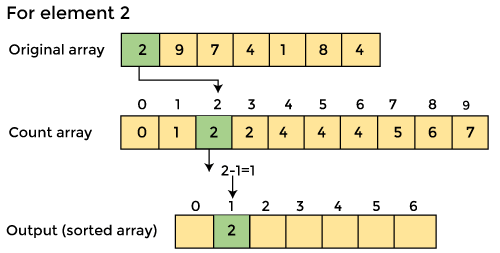 For element 2
Original array 2 9 7 4 1 8 4
0 1 2 3 4 5 6 7 8 9
Count array 0 1 2 2 4 4 4 5 6 7
2-1=1
0 1 2 3 4 5 6
Output (sorted array) 2